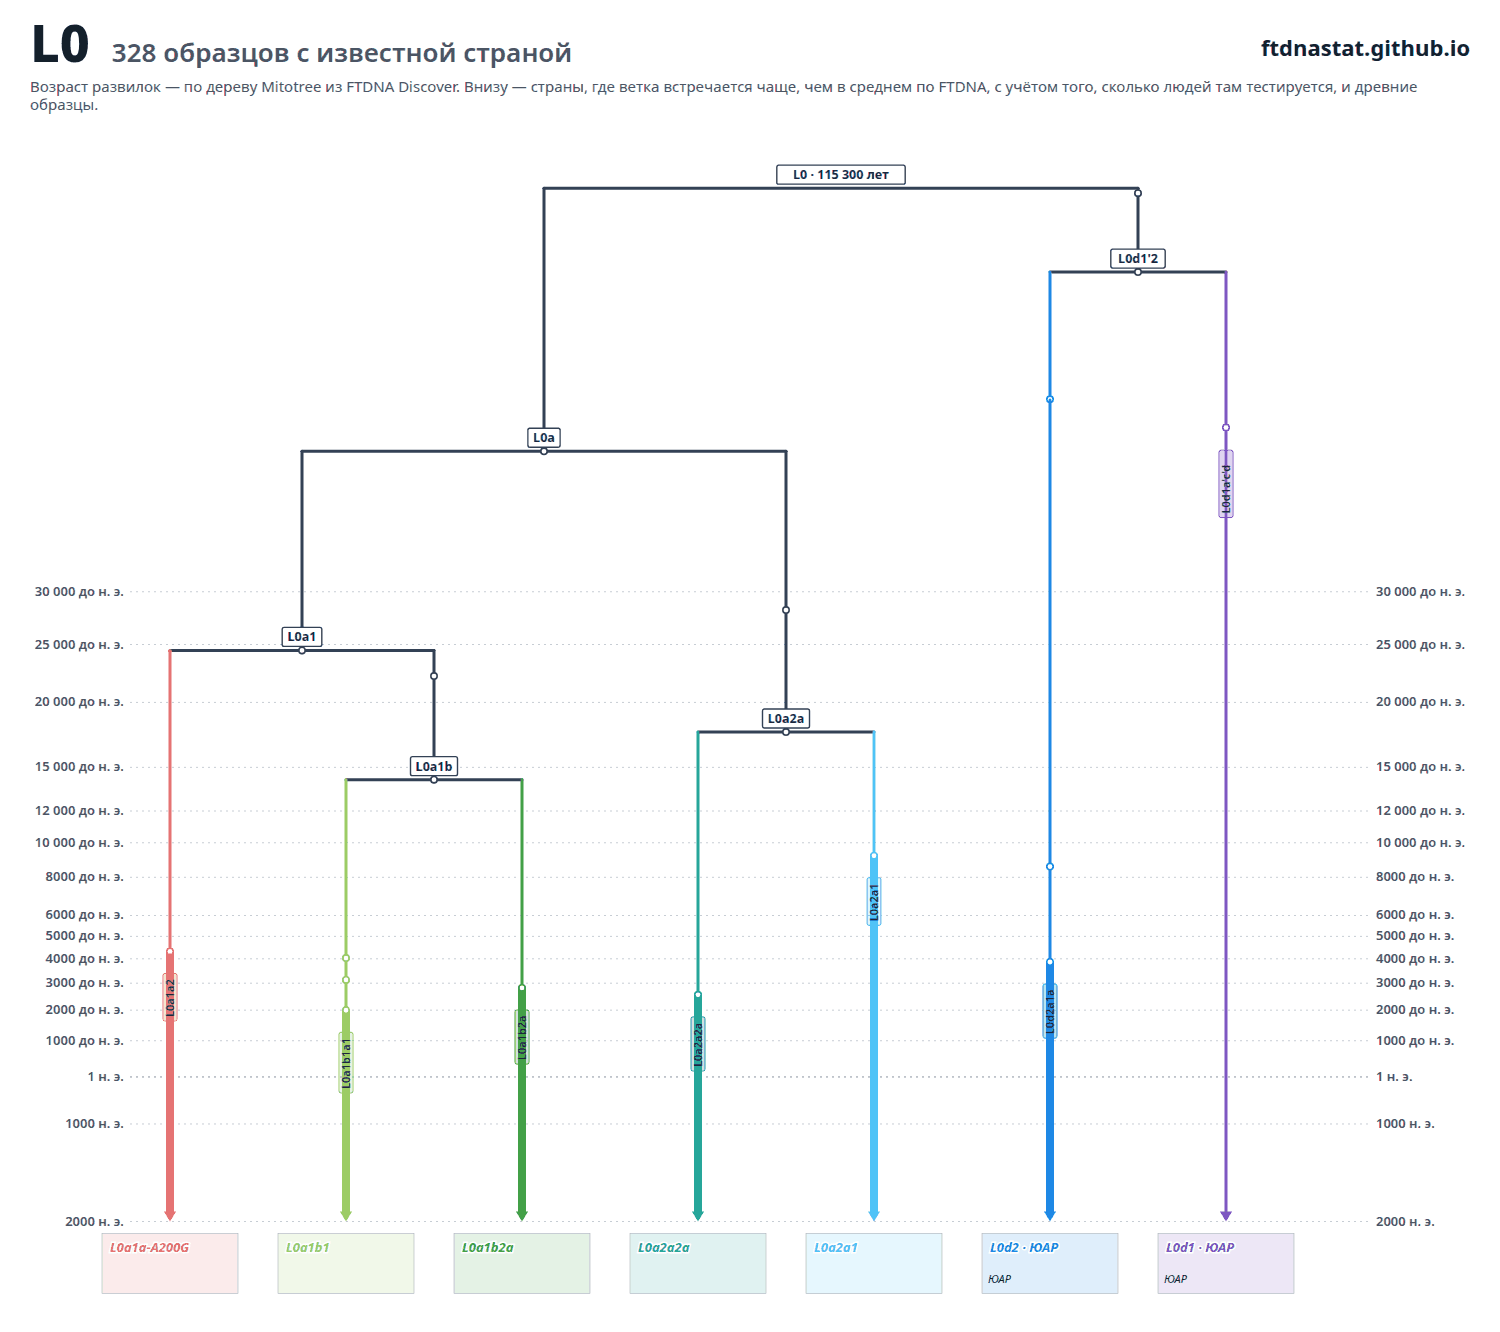 L0 328 образцов с известной страной
ftdnastat.github.io
Возраст развилок — по дереву Mitotree из FTDNA Discover. Внизу — страны, где ветка встречается чаще, чем в среднем по FTDNA, с учётом того, сколько людей там тестируется, и древние
образцы.
L0 · 115 300 лет
L0d1'2
L0a
L0d1a'c'd
30 000 до н. э. 30 000 до н. э.
L0a1
25 000 до н. э. 25 000 до н. э.
20 000 до н. э. 20 000 до н. э.
L0a2a
L0a1b
15 000 до н. э. 15 000 до н. э.
12 000 до н. э. 12 000 до н. э.
10 000 до н. э. 10 000 до н. э.
8000 до н. э. 8000 до н. э.
L0a2a1
6000 до н. э. 6000 до н. э.
5000 до н. э. 5000 до н. э.
4000 до н. э. 4000 до н. э.
3000 до н. э. 3000 до н. э.
L0a1a2
L0d2a1a
2000 до н. э. 2000 до н. э.
L0a1b2a
L0a2a2a
1000 до н. э. 1000 до н. э.
L0a1b1a1
1 н. э. 1 н. э.
1000 н. э. 1000 н. э.
2000 н. э. 2000 н. э.
L0a1a-A200G L0a1b1 L0a1b2a L0a2a2a L0a2a1 L0d2 · ЮАР L0d1 · ЮАР
ЮАР ЮАР